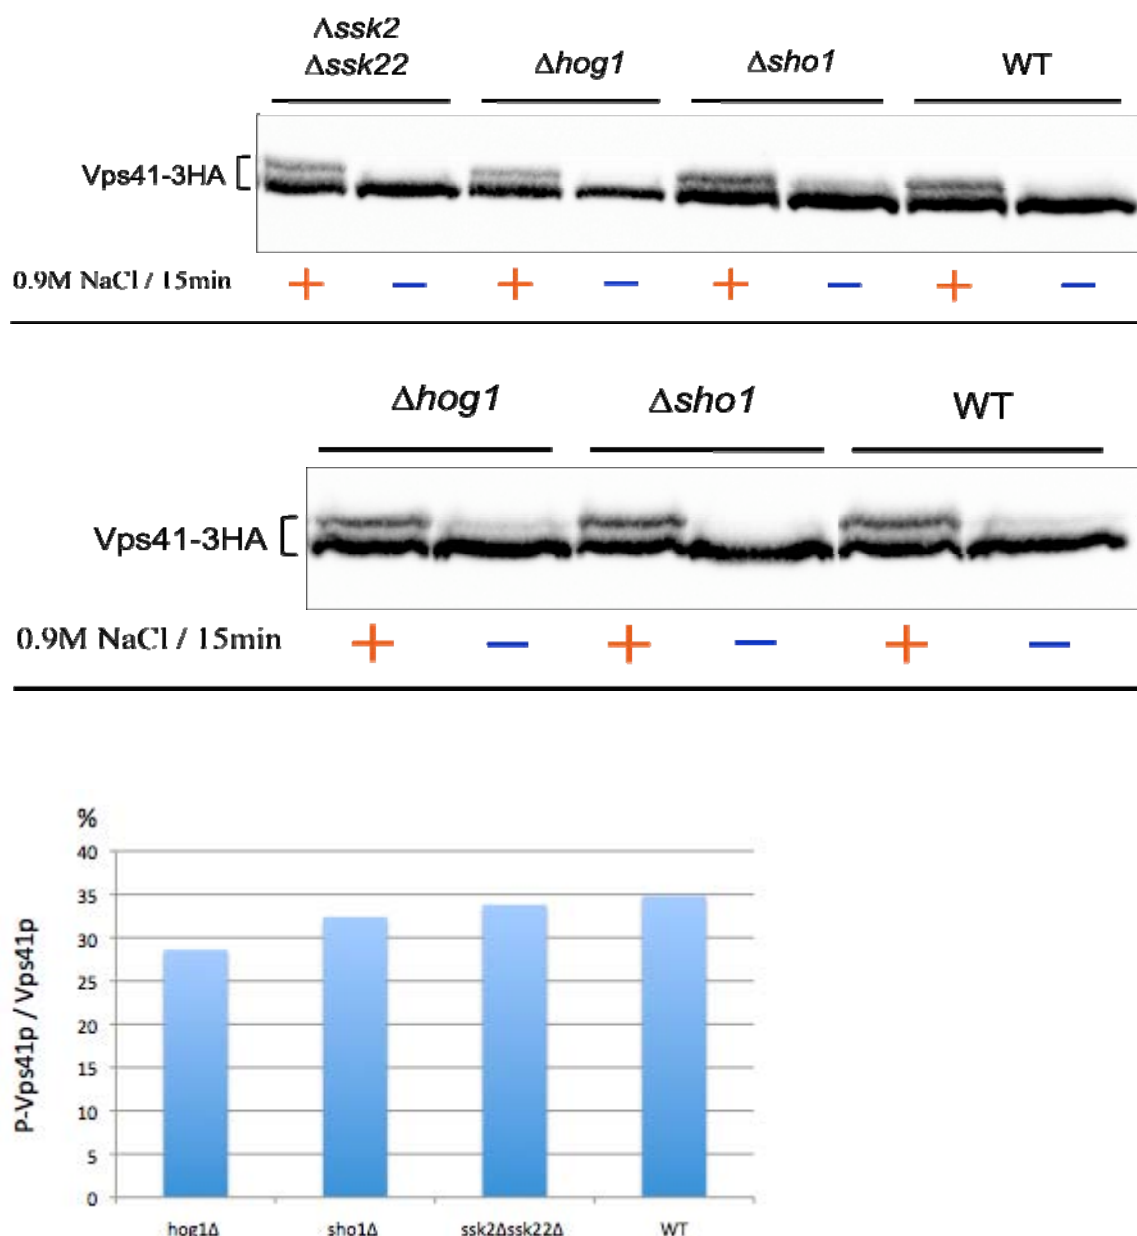 Δssk2
Δssk22 Δhog1 Δsho1 WT
Vps41-3HA
0.9M NaCl / 15min + − + − + − + −
Δhog1 Δsho1 WT
Vps41-3HA
0.9M NaCl / 15min + − + − + −
%
40
35
30
25
20
15
10
5
0
P-Vps41p / Vps41p
hog1Δ sho1Δ ssk2Δssk22Δ WT